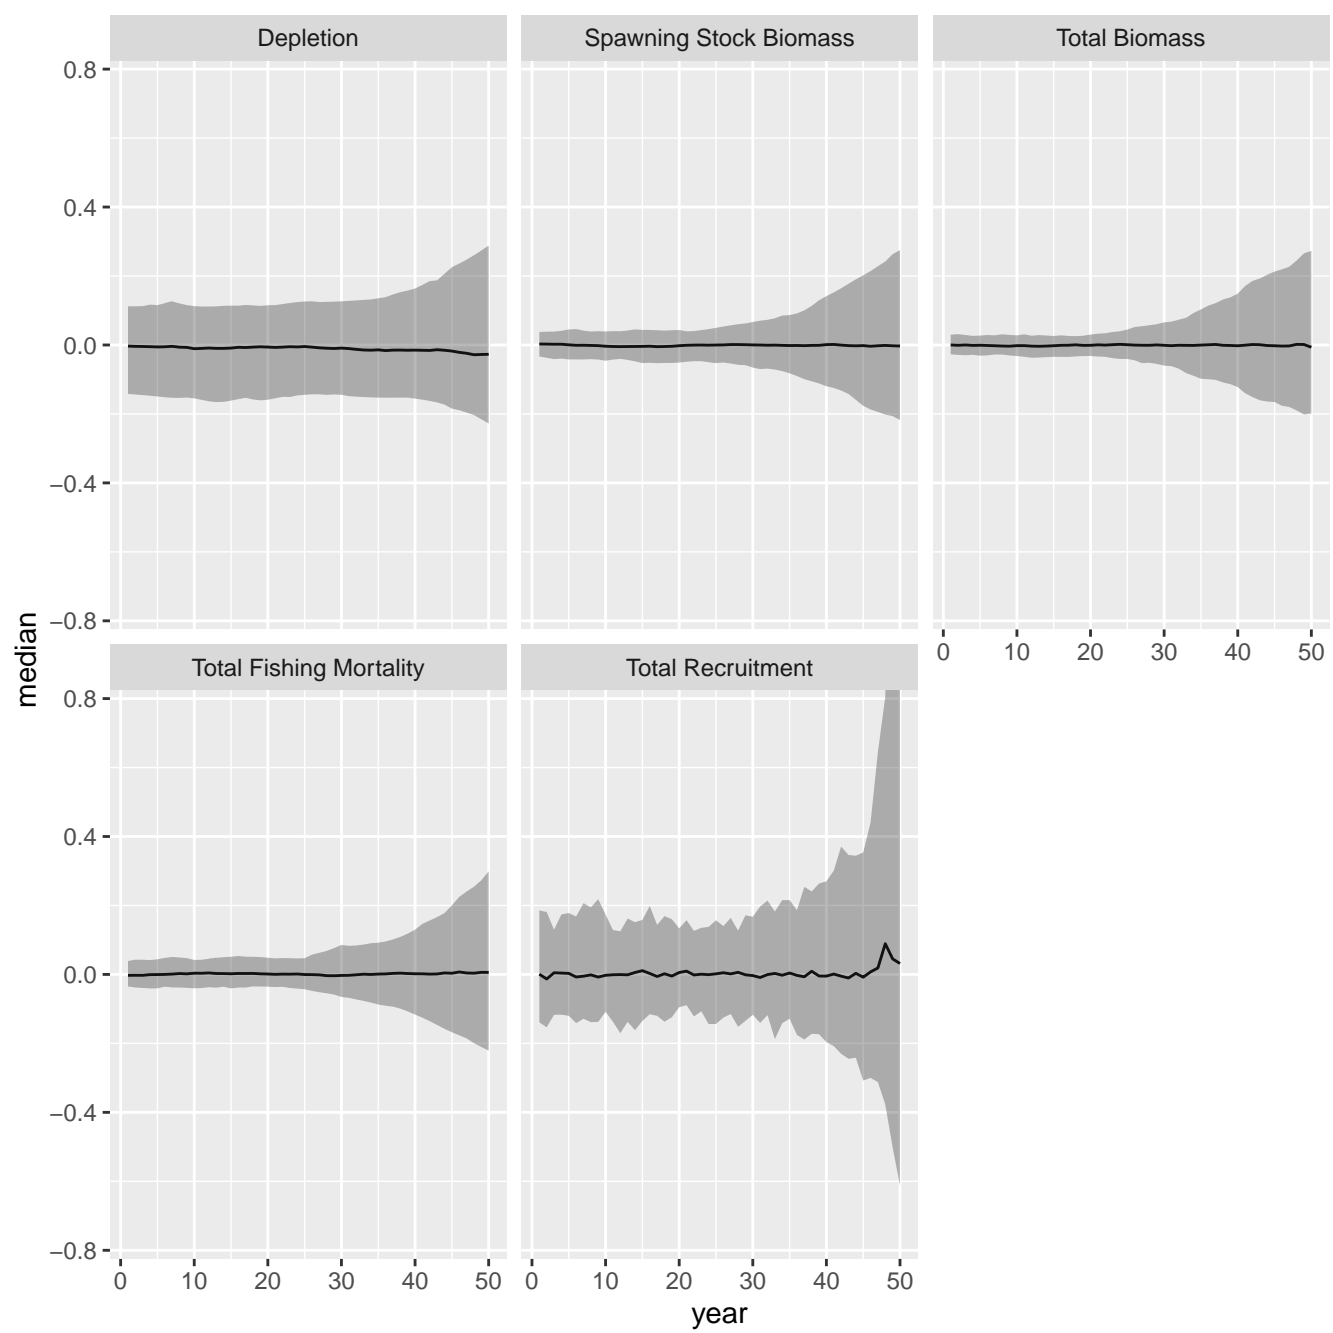 Depletion
Spawning Stock Biomass
Total Biomass
0.8
0.4
0.0
−0.4
−0.8
0 10 20 30 40 50
median
Total Fishing Mortality
Total Recruitment
0.8
0.4
0.0
−0.4
−0.8
0 10 20 30 40 50
0 10 20 30 40 50
year